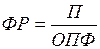 ФР = П / ОПФ